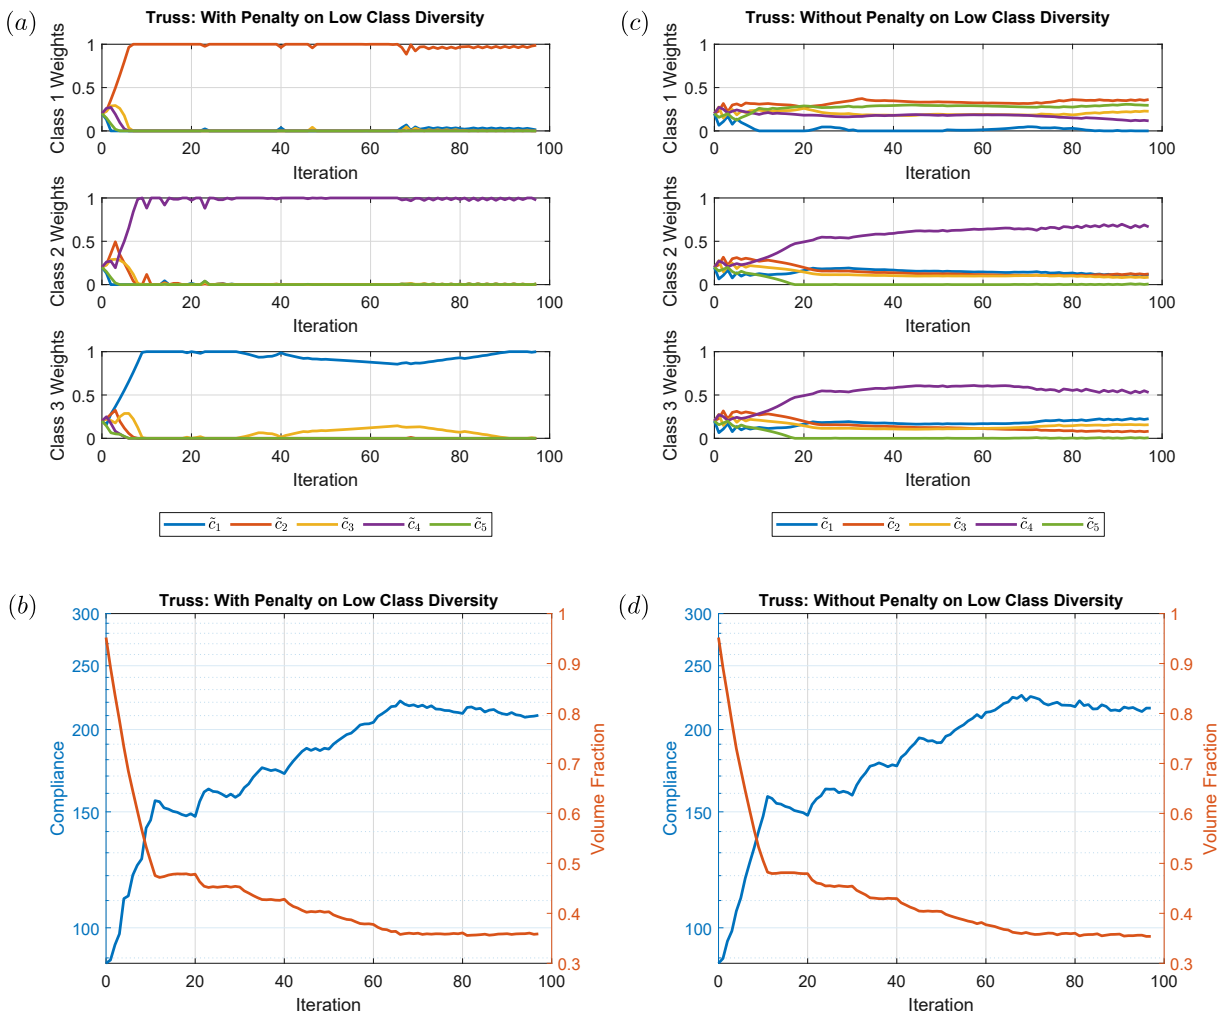 (a)
Truss: With Penalty on Low Class Diversity
Class 1 Weights
1
0.5
0
0 20 40 60 80 100
Iteration
Class 2 Weights
1
0.5
0
0 20 40 60 80 100
Iteration
Class 3 Weights
1
0.5
0
0 20 40 60 80 100
Iteration
c̃₁ c̃₂ c̃₃ c̃₄ c̃₅
(c)
Truss: Without Penalty on Low Class Diversity
Class 1 Weights
1
0.5
0
0 20 40 60 80 100
Iteration
Class 2 Weights
1
0.5
0
0 20 40 60 80 100
Iteration
Class 3 Weights
1
0.5
0
0 20 40 60 80 100
Iteration
c̃₁ c̃₂ c̃₃ c̃₄ c̃₅
(b)
Truss: With Penalty on Low Class Diversity
Compliance
300
250
200
150
100
Volume Fraction
1
0.9
0.8
0.7
0.6
0.5
0.4
0.3
0 20 40 60 80 100
Iteration
(d)
Truss: Without Penalty on Low Class Diversity
Compliance
300
250
200
150
100
Volume Fraction
1
0.9
0.8
0.7
0.6
0.5
0.4
0.3
0 20 40 60 80 100
Iteration